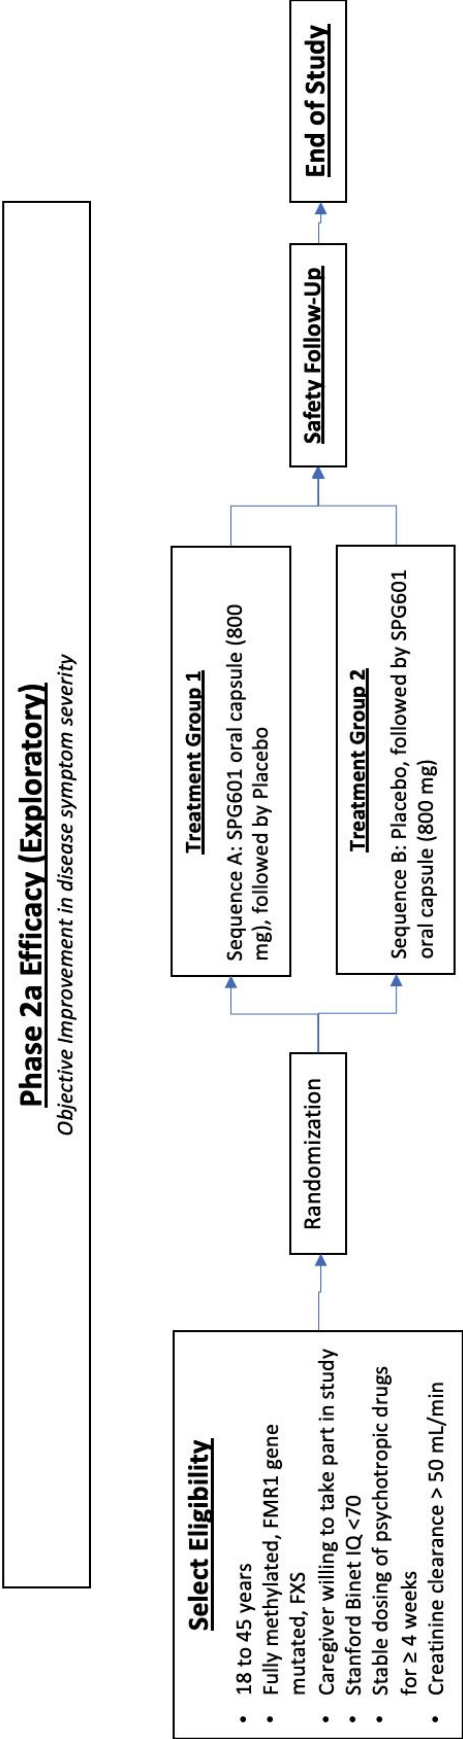 Phase 2a Efficacy (Exploratory)
Objective Improvement in disease symptom severity
Select Eligibility
• 18 to 45 years
• Fully methylated, FMR1 gene
mutated, FXS
• Caregiver willing to take part in study
• Stanford Binet IQ <70
• Stable dosing of psychotropic drugs
for ≥ 4 weeks
• Creatinine clearance > 50 mL/min
Randomization
Treatment Group 1
Sequence A: SPG601 oral capsule (800
mg), followed by Placebo
Treatment Group 2
Sequence B: Placebo, followed by SPG601
oral capsule (800 mg)
Safety Follow-Up
End of Study